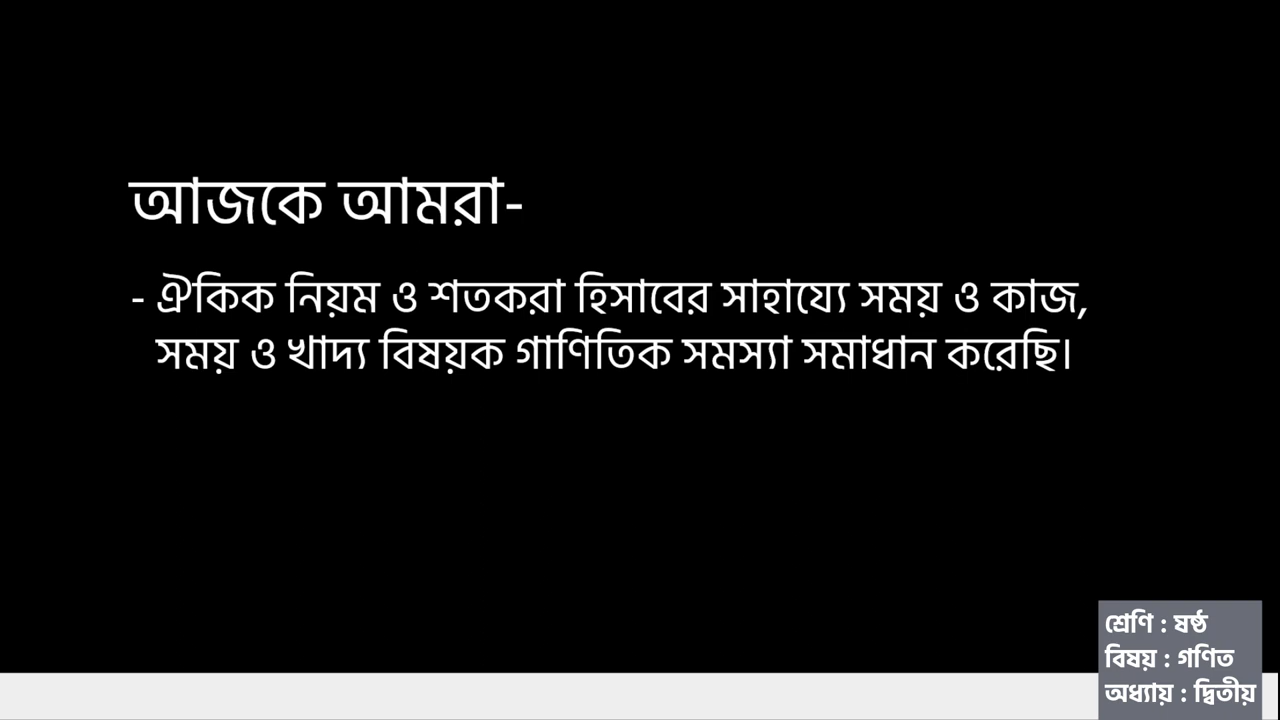 আজকে আমরা-
- ঐকিক নিয়ম ও শতকরা হিসাবের সাহায্যে সময় ও কাজ,
সময় ও খাদ্য বিষয়ক গাণিতিক সমস্যা সমাধান করেছি।
শ্রেণি : ষষ্ঠ
বিষয় : গণিত
অধ্যায় : দ্বিতীয়